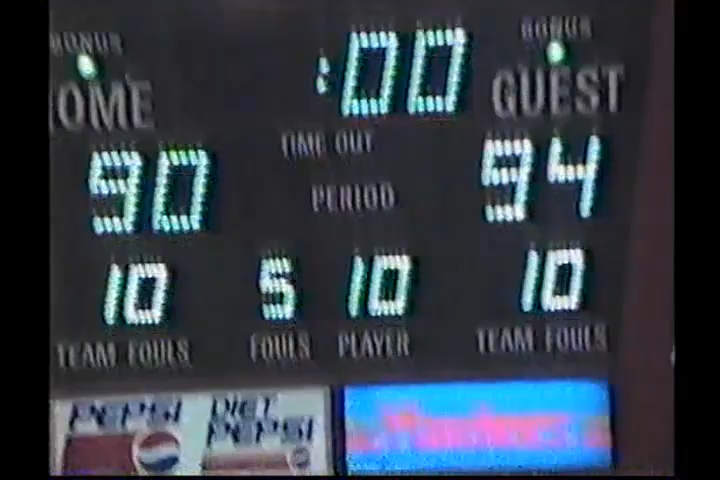 BONUS :00 BONUS
OME GUEST
TIME OUT
90 PERIOD 94
10 5 10 10
TEAM FOULS FOULS PLAYER TEAM FOULS
PEPSI DIET PEPSI